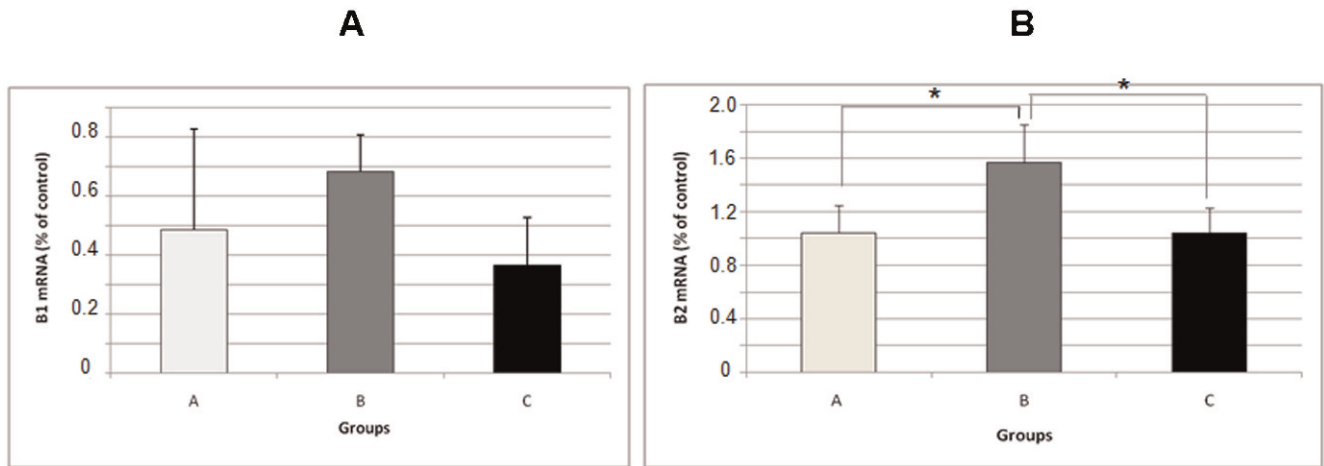 A
B1 mRNA (% of control)
0.8
0.6
0.4
0.2
0
A B C
Groups
B
B2 mRNA (% of control)
2.0
1.6
1.2
0.8
0.4
0
* *
A B C
Groups